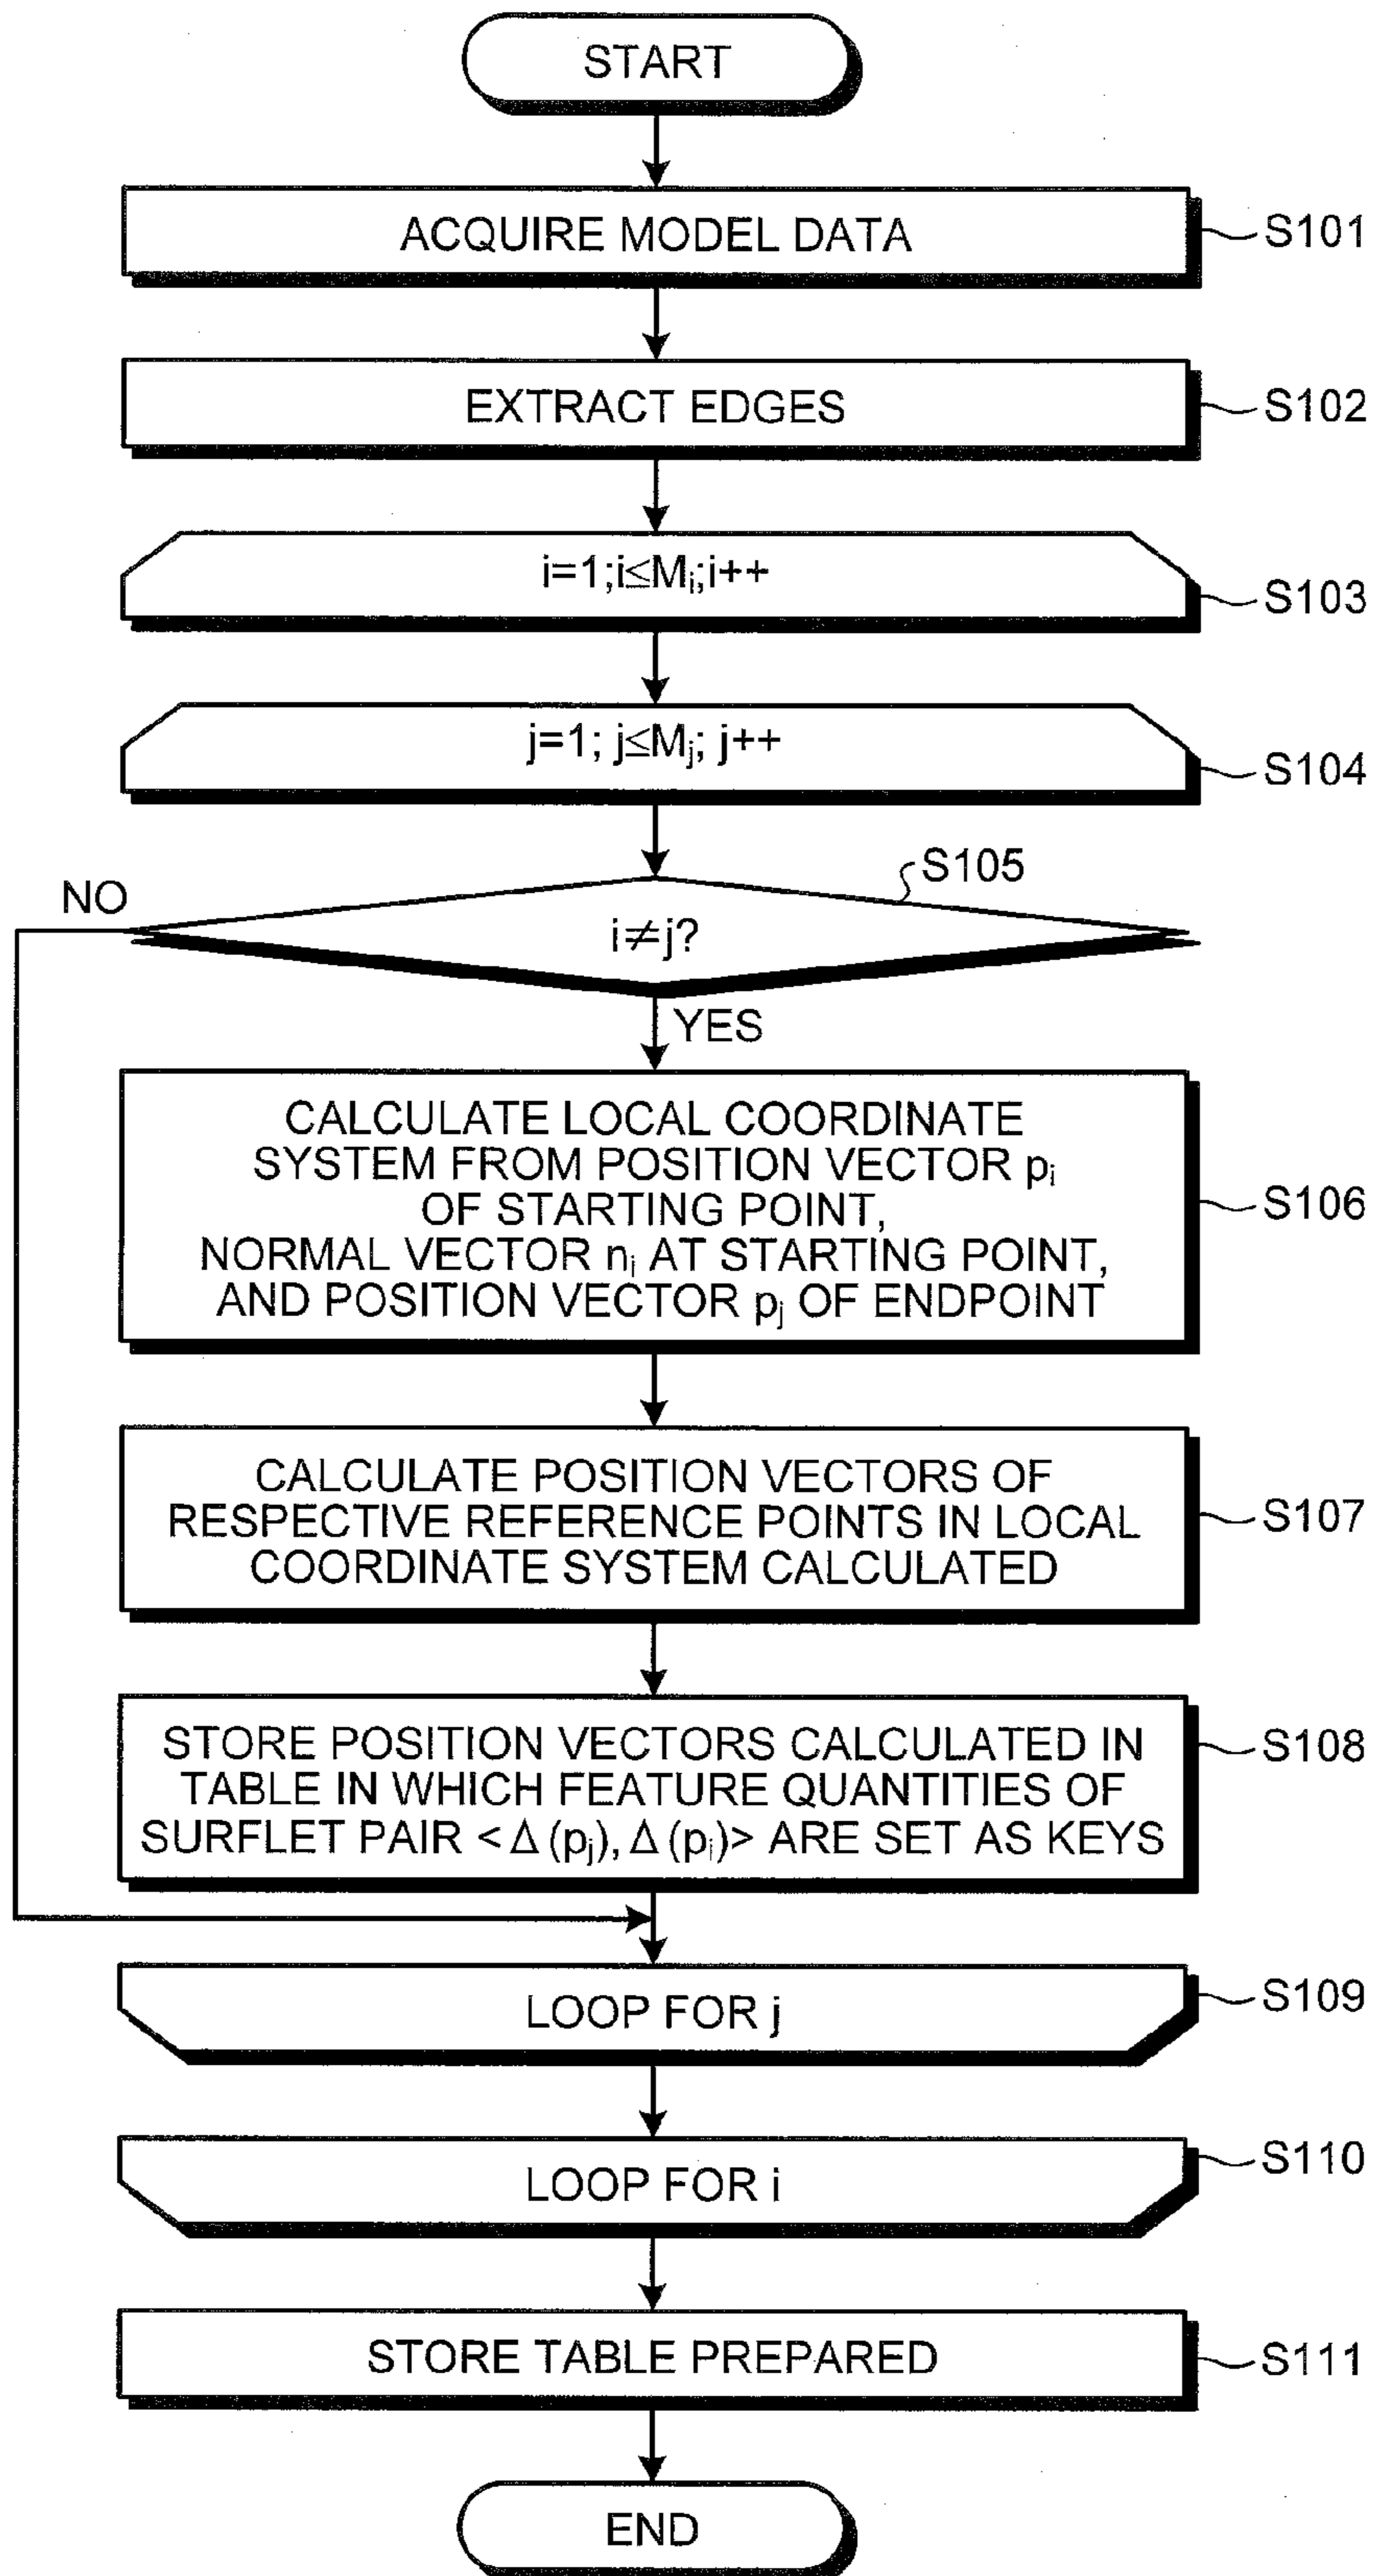 START
ACQUIRE MODEL DATA
S101
EXTRACT EDGES
S102
i=1;i≤Mi;i++
S103
j=1; j≤Mj; j++
S104
S105
NO
i≠j?
YES
CALCULATE LOCAL COORDINATE
SYSTEM FROM POSITION VECTOR pi
OF STARTING POINT,
NORMAL VECTOR ni AT STARTING POINT,
AND POSITION VECTOR pj OF ENDPOINT
S106
CALCULATE POSITION VECTORS OF
RESPECTIVE REFERENCE POINTS IN LOCAL
COORDINATE SYSTEM CALCULATED
S107
STORE POSITION VECTORS CALCULATED IN
TABLE IN WHICH FEATURE QUANTITIES OF
SURFLET PAIR <Δ(pj),Δ(pi)> ARE SET AS KEYS
S108
LOOP FOR j
S109
LOOP FOR i
S110
STORE TABLE PREPARED
S111
END